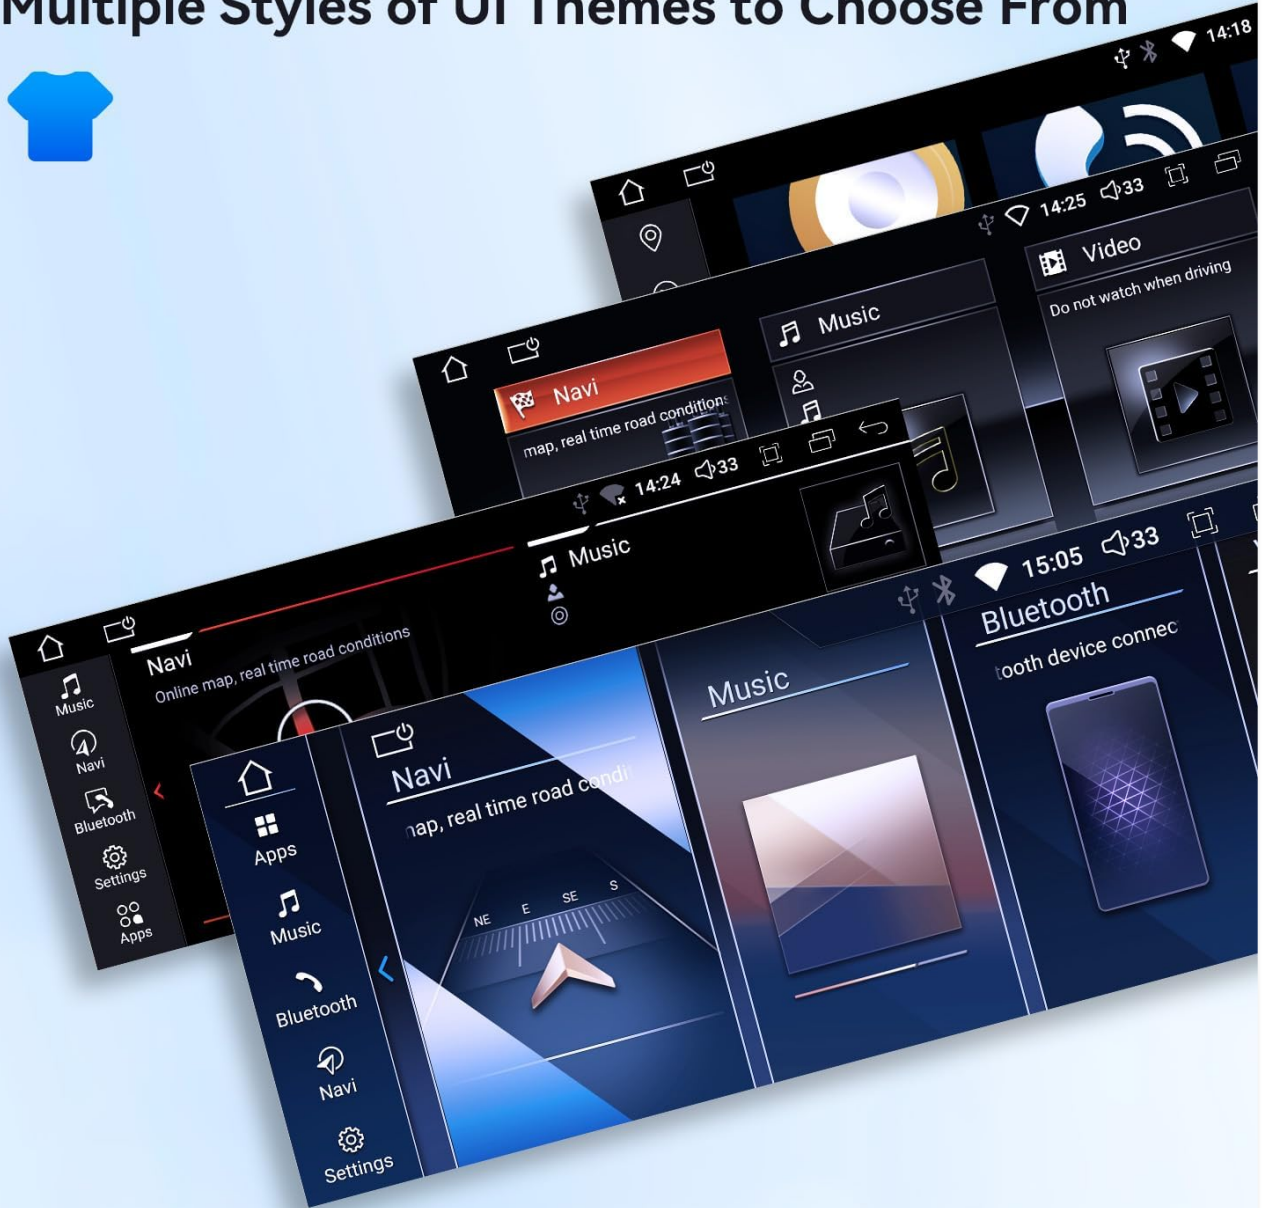 Multiple Styles of UI Themes to Choose From
14:18
14:25 33
Video
Do not watch when driving
Music
Navi
map, real time road conditions
14:24 33
Music
Navi
Online map, real time road conditions
Music
Navi
Bluetooth
Settings
Apps
15:05 33
Bluetooth
tooth device connec
Music
Navi
map, real time road condi
NE E SE S
Apps
Music
Bluetooth
Navi
Settings